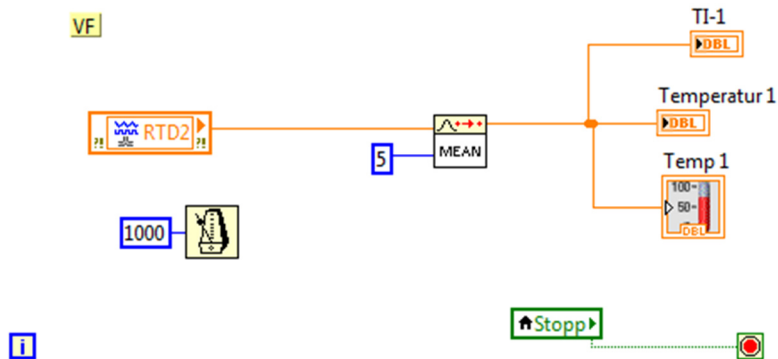 TI-1
VF
DBL
Temperatur 1
?! RTD2 ?!
DBL
MEAN
5
Temp 1
100
50
DBL
1000
Stopp
i